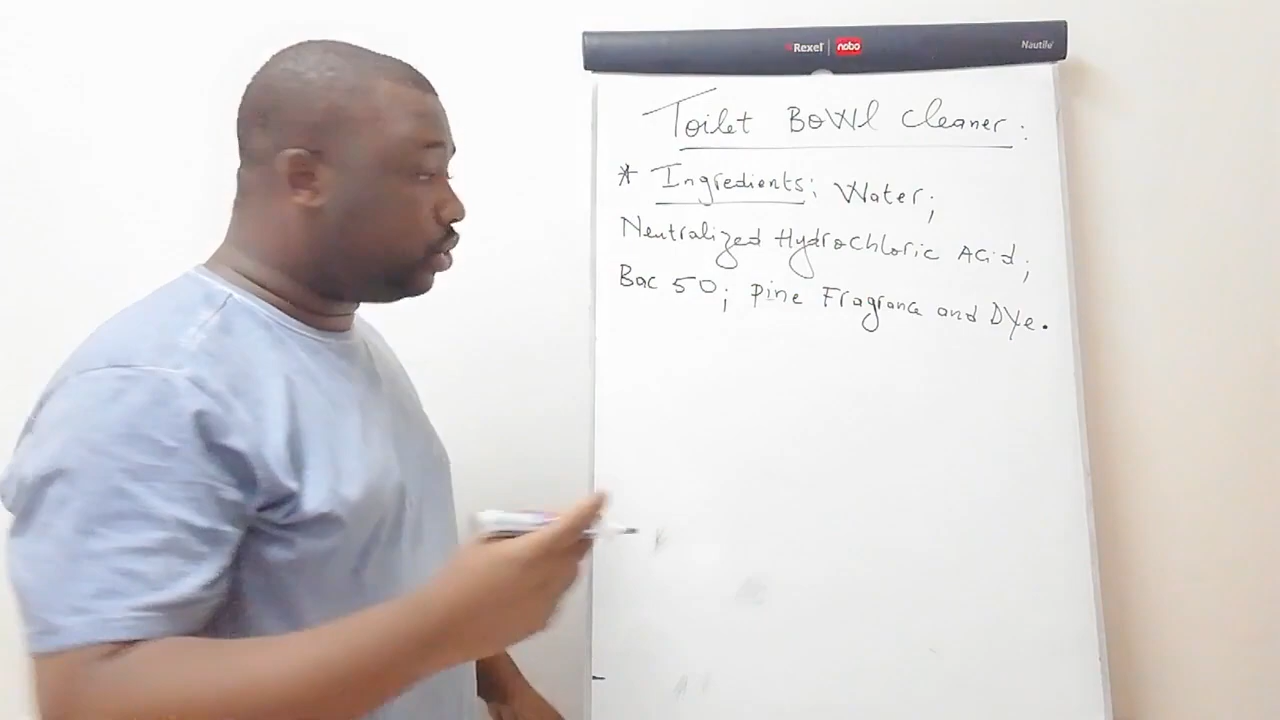 Rexel nobo Nautile
Toilet Bowl Cleaner:
* Ingredients: Water;
Neutralized Hydrochloric Acid;
Bac 50; pine Fragrance and DYe.